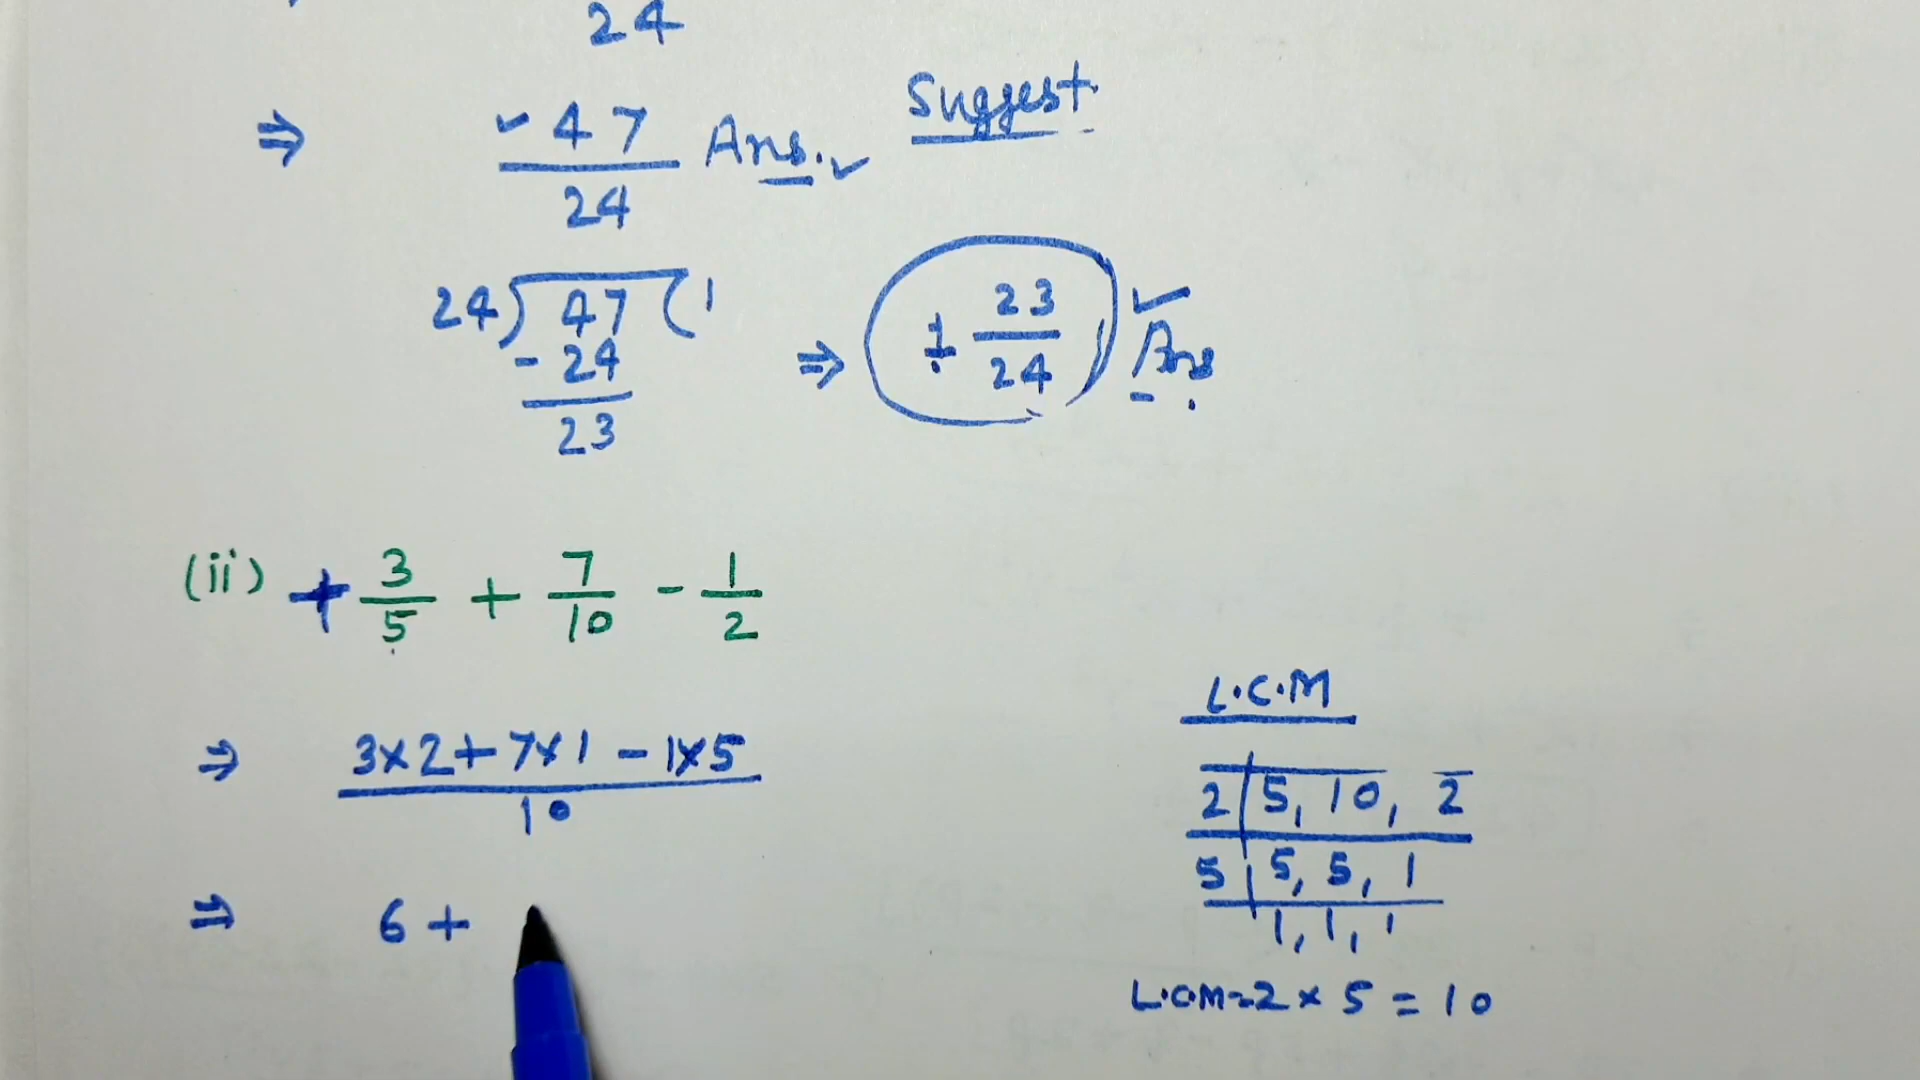 24
⇒ 47/24 Ans. Suggest.
24) 47 (1
- 24
23
⇒ 1 23/24 Ans
(ii) + 3/5 + 7/10 - 1/2
⇒ 3×2+7×1-1×5/10
⇒ 6 +
L.C.M
2 | 5, 10, 2
5 | 5, 5, 1
1, 1, 1
L.CM=2×5=10